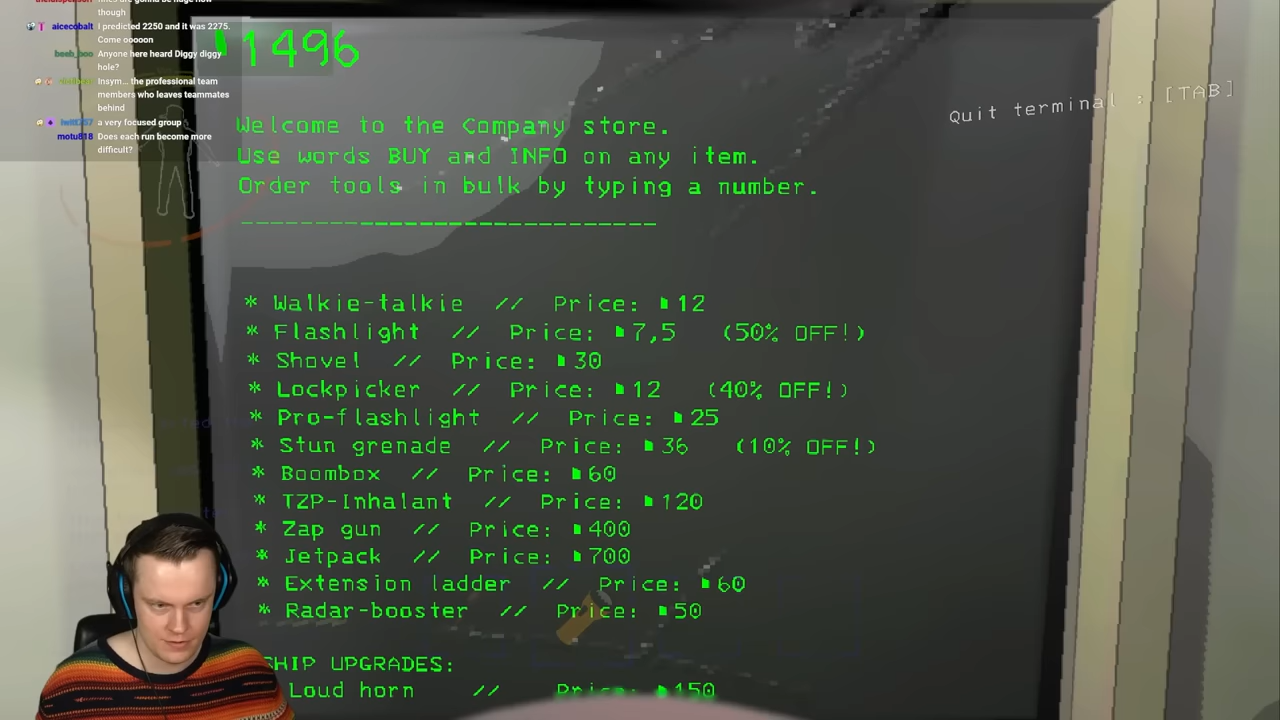 though
aicecobalt I predicted 2250 and it was 2275.
Come ooooon
Anyone here heard Diggy diggy
hole?
Insym... the professional team
members who leaves teammates
behind
a very focused group
motu818 Does each run become more
difficult?
1496
Quit terminal : [TAB]
Welcome to the Company store.
Use words BUY and INFO on any item.
Order tools in bulk by typing a number.
____________________________
* Walkie-talkie // Price: ▮12
* Flashlight // Price: ▮7,5 (50% OFF!)
* Shovel // Price: ▮30
* Lockpicker // Price: ▮12 (40% OFF!)
* Pro-flashlight // Price: ▮25
* Stun grenade // Price: ▮36 (10% OFF!)
* Boombox // Price: ▮60
* TZP-Inhalant // Price: ▮120
* Zap gun // Price: ▮400
* Jetpack // Price: ▮700
* Extension ladder // Price: ▮60
* Radar-booster // Price: ▮50
SHIP UPGRADES:
Loud horn // Price: ▮150